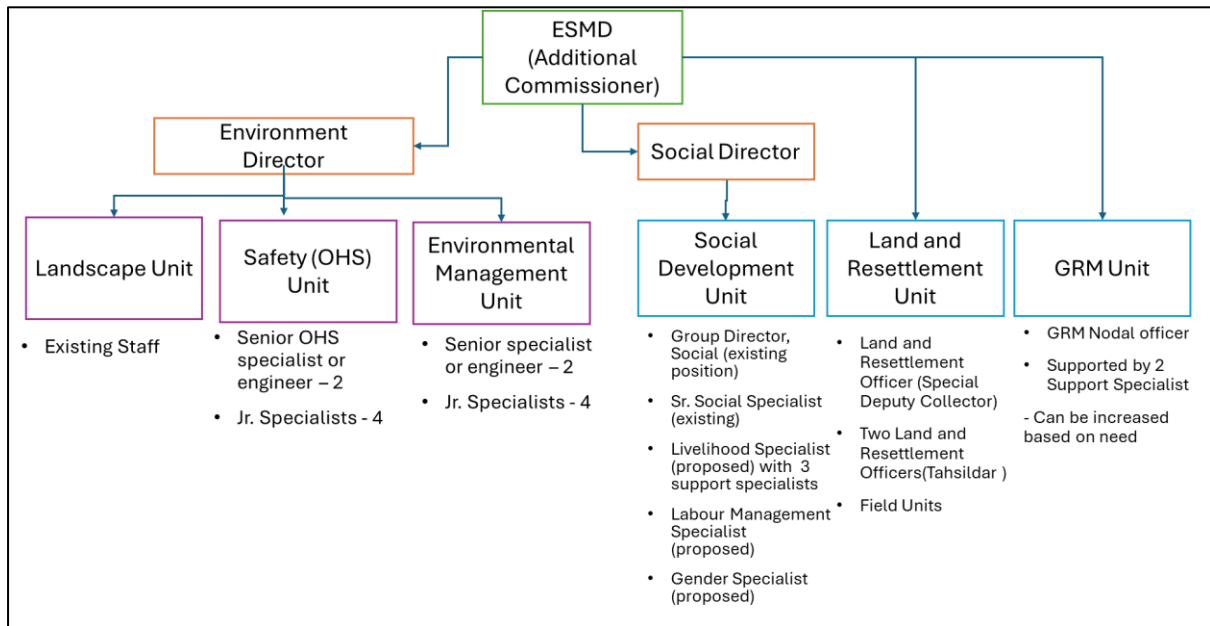 ESMD
(Additional
Commissioner)
Environment
Director
Social Director
Landscape Unit
Safety (OHS)
Unit
Environmental
Management
Unit
Social
Development
Unit
Land and
Resettlement
Unit
GRM Unit
• Existing Staff
• Senior OHS
specialist or
engineer – 2
• Jr. Specialists - 4
• Senior specialist
or engineer – 2
• Jr. Specialists - 4
• Group Director,
Social (existing
position)
• Sr. Social Specialist
(existing)
• Livelihood Specialist
(proposed) with 3
support specialists
• Labour Management
Specialist
(proposed)
• Gender Specialist
(proposed)
• Land and
Resettlement
Officer (Special
Deputy Collector)
• Two Land and
Resettlement
Officers(Tahsildar )
• Field Units
• GRM Nodal officer
• Supported by 2
Support Specialist
- Can be increased
based on need